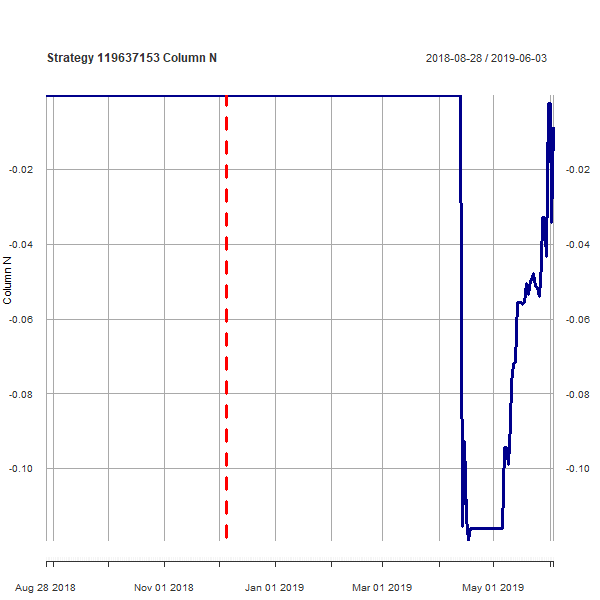 Strategy 119637153 Column N
2018-08-28 / 2019-06-03
-0.02
-0.04
-0.06
-0.08
-0.10
Column N
-0.02
-0.04
-0.06
-0.08
-0.10
Aug 28 2018
Nov 01 2018
Jan 01 2019
Mar 01 2019
May 01 2019